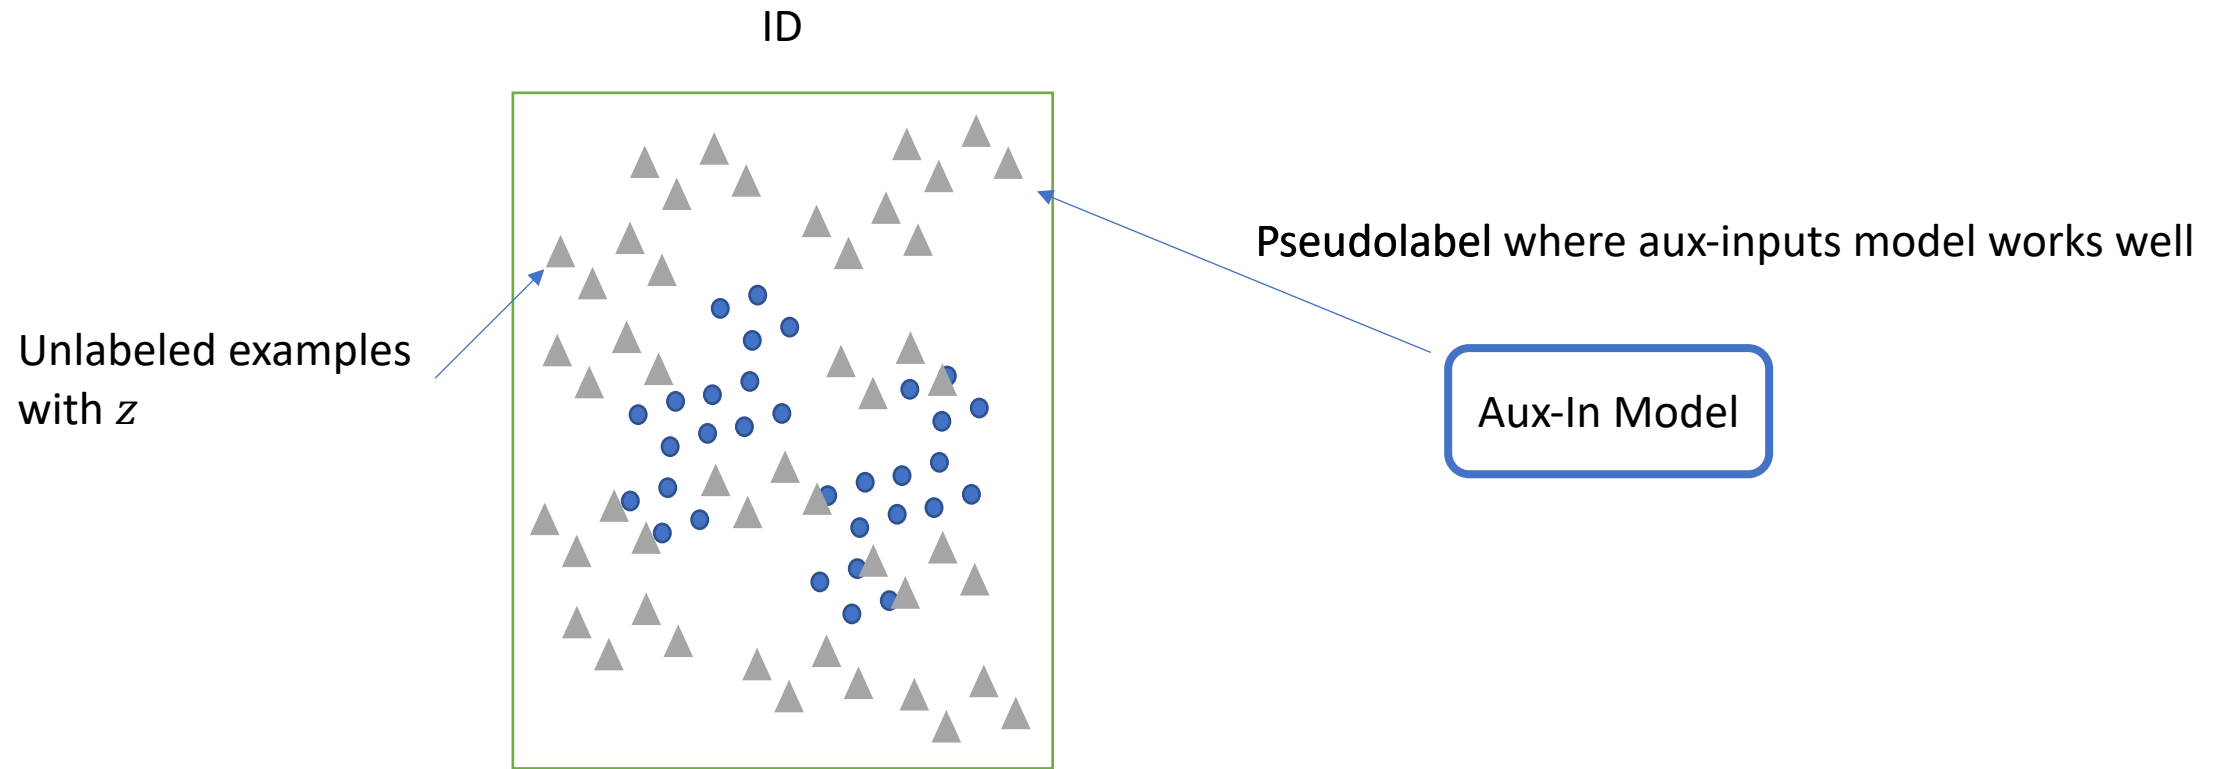 ID
Pseudolabel where aux-inputs model works well
Unlabeled examples
with z
Aux-In Model